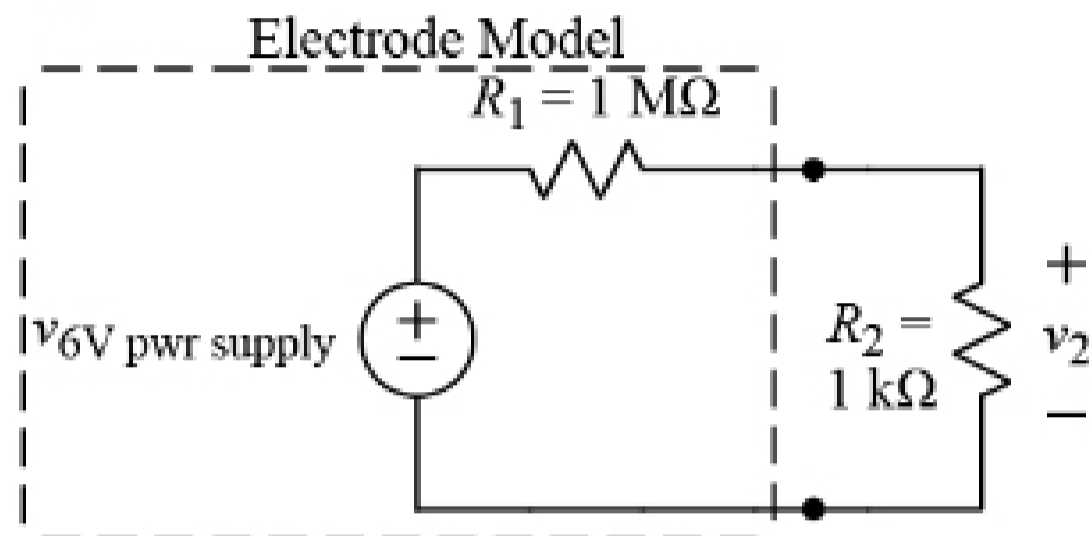 Electrode Model
R1 = 1 MΩ
+
v6V pwr supply
+
−
R2 =
1 kΩ
v2
−